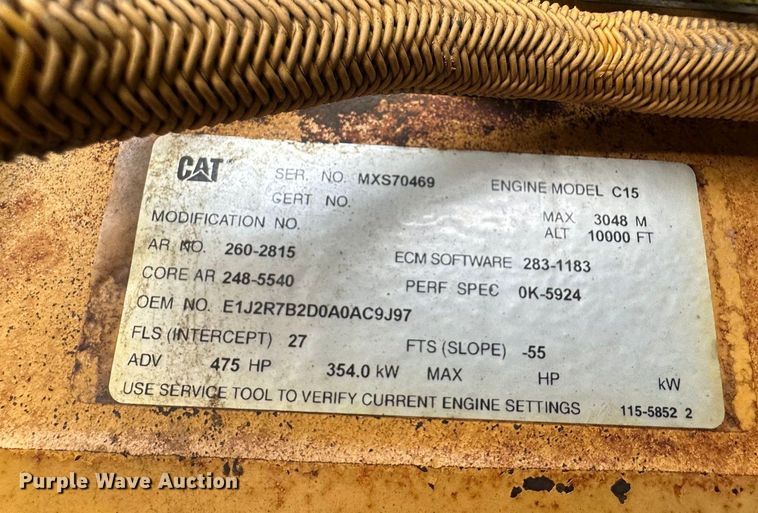 CAT SER. NO. MXS70469 ENGINE MODEL C15
CERT NO.
MODIFICATION NO. MAX 3048 M
ALT 10000 FT
AR NO. 260-2815 ECM SOFTWARE 283-1183
CORE AR 248-5540 PERF SPEC 0K-5924
OEM NO. E1J2R7B2D0A0AC9J97
FLS (INTERCEPT) 27 FTS (SLOPE) -55
ADV 475 HP 354.0 kW MAX HP kW
USE SERVICE TOOL TO VERIFY CURRENT ENGINE SETTINGS 115-5852 2
Purple Wave Auction